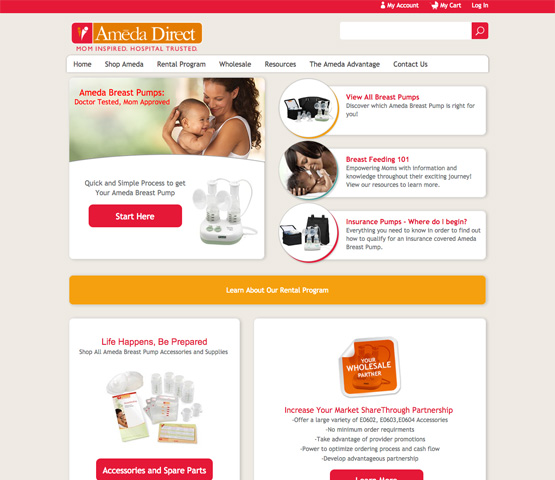 My Account My Cart Log In
Ameda Direct
MOM INSPIRED. HOSPITAL TRUSTED.
Home Shop Ameda Rental Program Wholesale Resources The Ameda Advantage Contact Us
Ameda Breast Pumps:
Doctor Tested, Mom Approved
Quick and Simple Process to get
Your Ameda Breast Pump
Start Here
View All Breast Pumps
Discover which Ameda Breast Pump is right for
you!
Breast Feeding 101
Empowering Moms with information and
knowledge throughout their exciting journey!
View our resources to learn more.
Insurance Pumps - Where do I begin?
Everything you need to know in order to find out
how to qualify for an insurance covered Ameda
Breast Pump.
Learn About Our Rental Program
Life Happens, Be Prepared
Shop All Ameda Breast Pump Accessories and Supplies
Accessories and Spare Parts
YOUR
WHOLESALE
PARTNER
Increase Your Market ShareThrough Partnership
-Offer a large variety of E0602, E0603,E0604 Accessories
-No minimum order requirments
-Take advantage of provider promotions
-Power to optimize ordering process and cash flow
-Develop advantageous partnership
Learn More